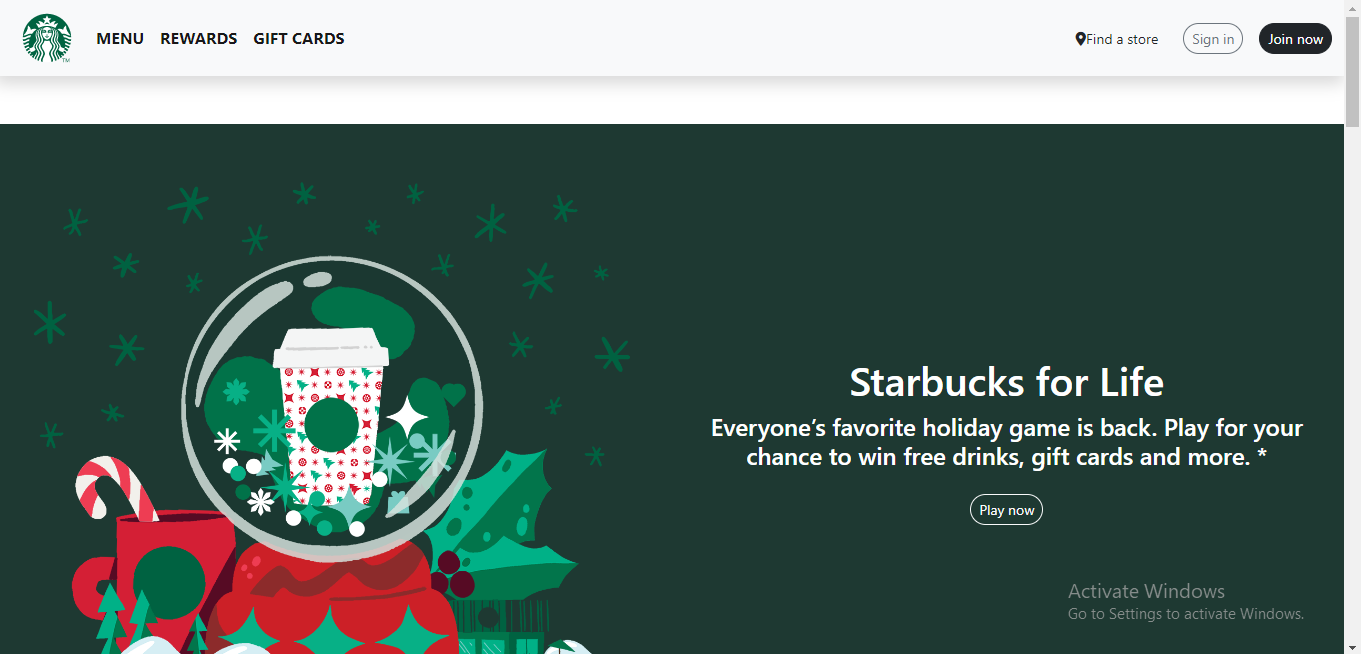 MENU REWARDS GIFT CARDS Find a store Sign in Join now
TM
Starbucks for Life
Everyone’s favorite holiday game is back. Play for your
chance to win free drinks, gift cards and more. *
Play now
Activate Windows
Go to Settings to activate Windows.